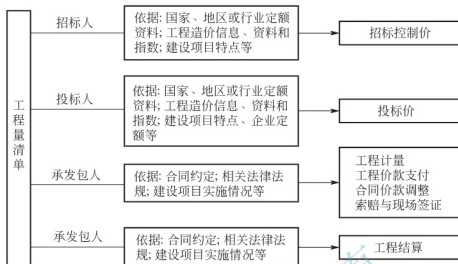 工程量清单
招标人
依据: 国家、地区或行业定额
资料; 工程造价信息、资料和
指数; 建设项目特点等
招标控制价
投标人
依据: 国家、地区或行业定额
资料; 工程造价信息、资料和
指数; 建设项目特点、企业定
额等
投标价
承发包人
依据: 合同约定; 相关法律法
规; 建设项目实施情况等
工程计量
工程价款支付
合同价款调整
索赔与现场签证
承发包人
依据: 合同约定; 相关法律法
规; 建设项目实施情况等
工程结算